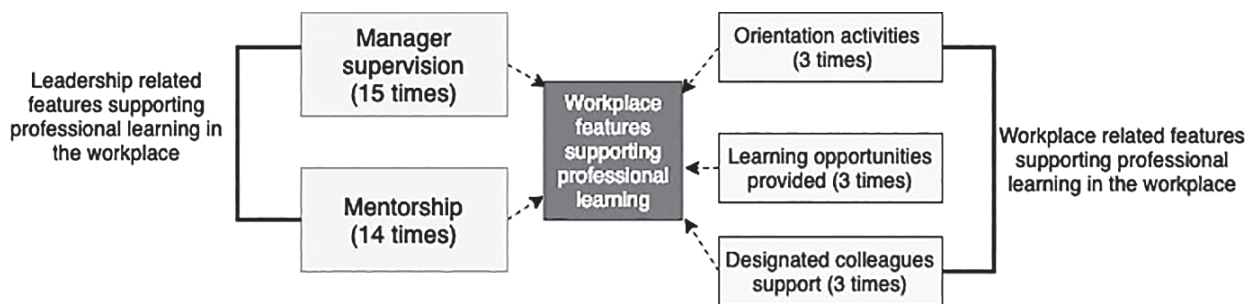 Leadership related
features supporting
professional learning in
the workplace
Manager
supervision
(15 times)
Mentorship
(14 times)
Workplace
features
supporting
professional
learning
Orientation activities
(3 times)
Learning opportunities
provided (3 times)
Designated colleagues
support (3 times)
Workplace related features
supporting professional
learning in the workplace